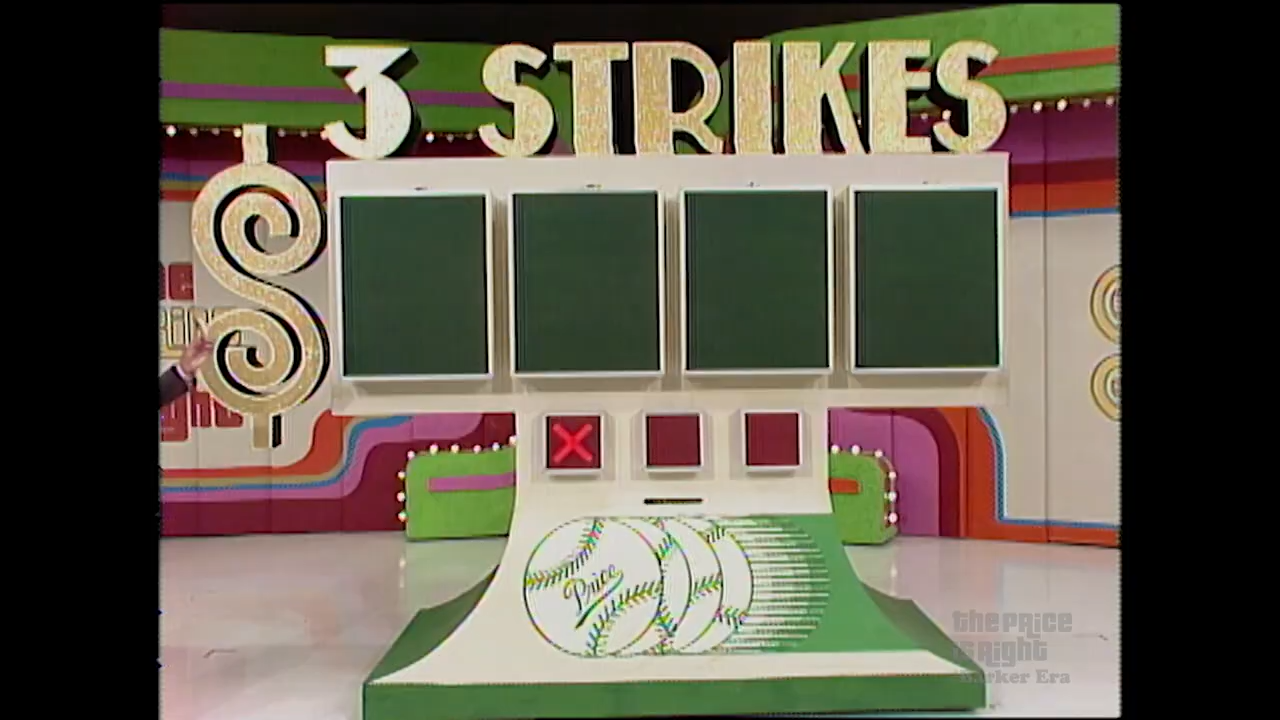 3 STRIKES
$
X
Price
the PRICE
is Right
Barker Era